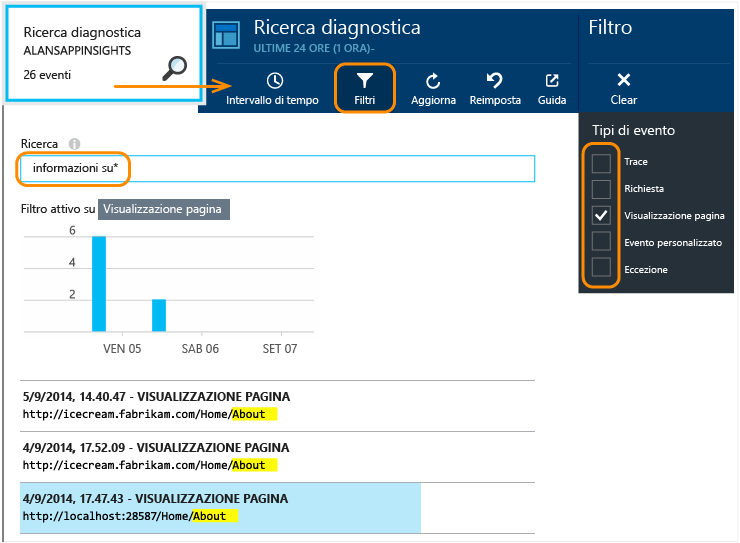 Ricerca diagnostica
ALANSAPPINSIGHTS
26 eventi
Ricerca diagnostica
ULTIME 24 ORE (1 ORA)-
Intervallo di tempo
Filtri
Aggiorna
Reimposta
Guida
Filtro
Clear
Tipi di evento
Trace
Richiesta
Visualizzazione pagina
Evento personalizzato
Eccezione
Ricerca
informazioni su*
Filtro attivo su Visualizzazione pagina
6
4
2
VEN 05 SAB 06 SET 07
5/9/2014, 14.40.47 - VISUALIZZAZIONE PAGINA
http://icecream.fabrikam.com/Home/About
4/9/2014, 17.52.09 - VISUALIZZAZIONE PAGINA
http://icecream.fabrikam.com/Home/About
4/9/2014, 17.47.43 - VISUALIZZAZIONE PAGINA
http://localhost:28587/Home/About